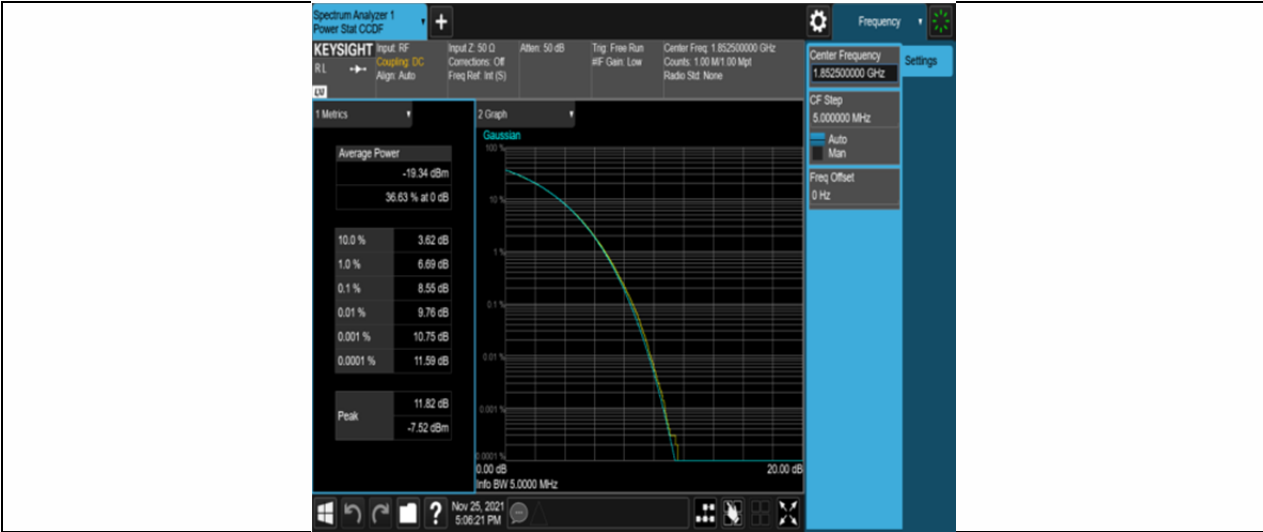 Spectrum Analyzer 1
Power Stat CCDF
+
Frequency
KEYSIGHT
RL
LV
Input: RF
Coupling: DC
Align: Auto
Input Z: 50 Ω
Corrections: Off
Freq Ref: Int (S)
Atten: 50 dB
Trig: Free Run
#IF Gain: Low
Center Freq: 1.852500000 GHz
Counts: 1.00 M/1.00 Mpt
Radio Std: None
Center Frequency
1.852500000 GHz
Settings
CF Step
5.000000 MHz
Auto
Man
Freq Offset
0 Hz
1 Metrics
Average Power
-19.34 dBm
36.63 % at 0 dB
10.0 % 3.62 dB
1.0 % 6.69 dB
0.1 % 8.55 dB
0.01 % 9.76 dB
0.001 % 10.75 dB
0.0001 % 11.59 dB
Peak
11.82 dB
-7.52 dBm
2 Graph
Gaussian
100 %
10 %
1 %
0.1 %
0.01 %
0.001 %
0.0001 %
0.00 dB 20.00 dB
Info BW 5.0000 MHz
?
Nov 25, 2021
5:06:21 PM